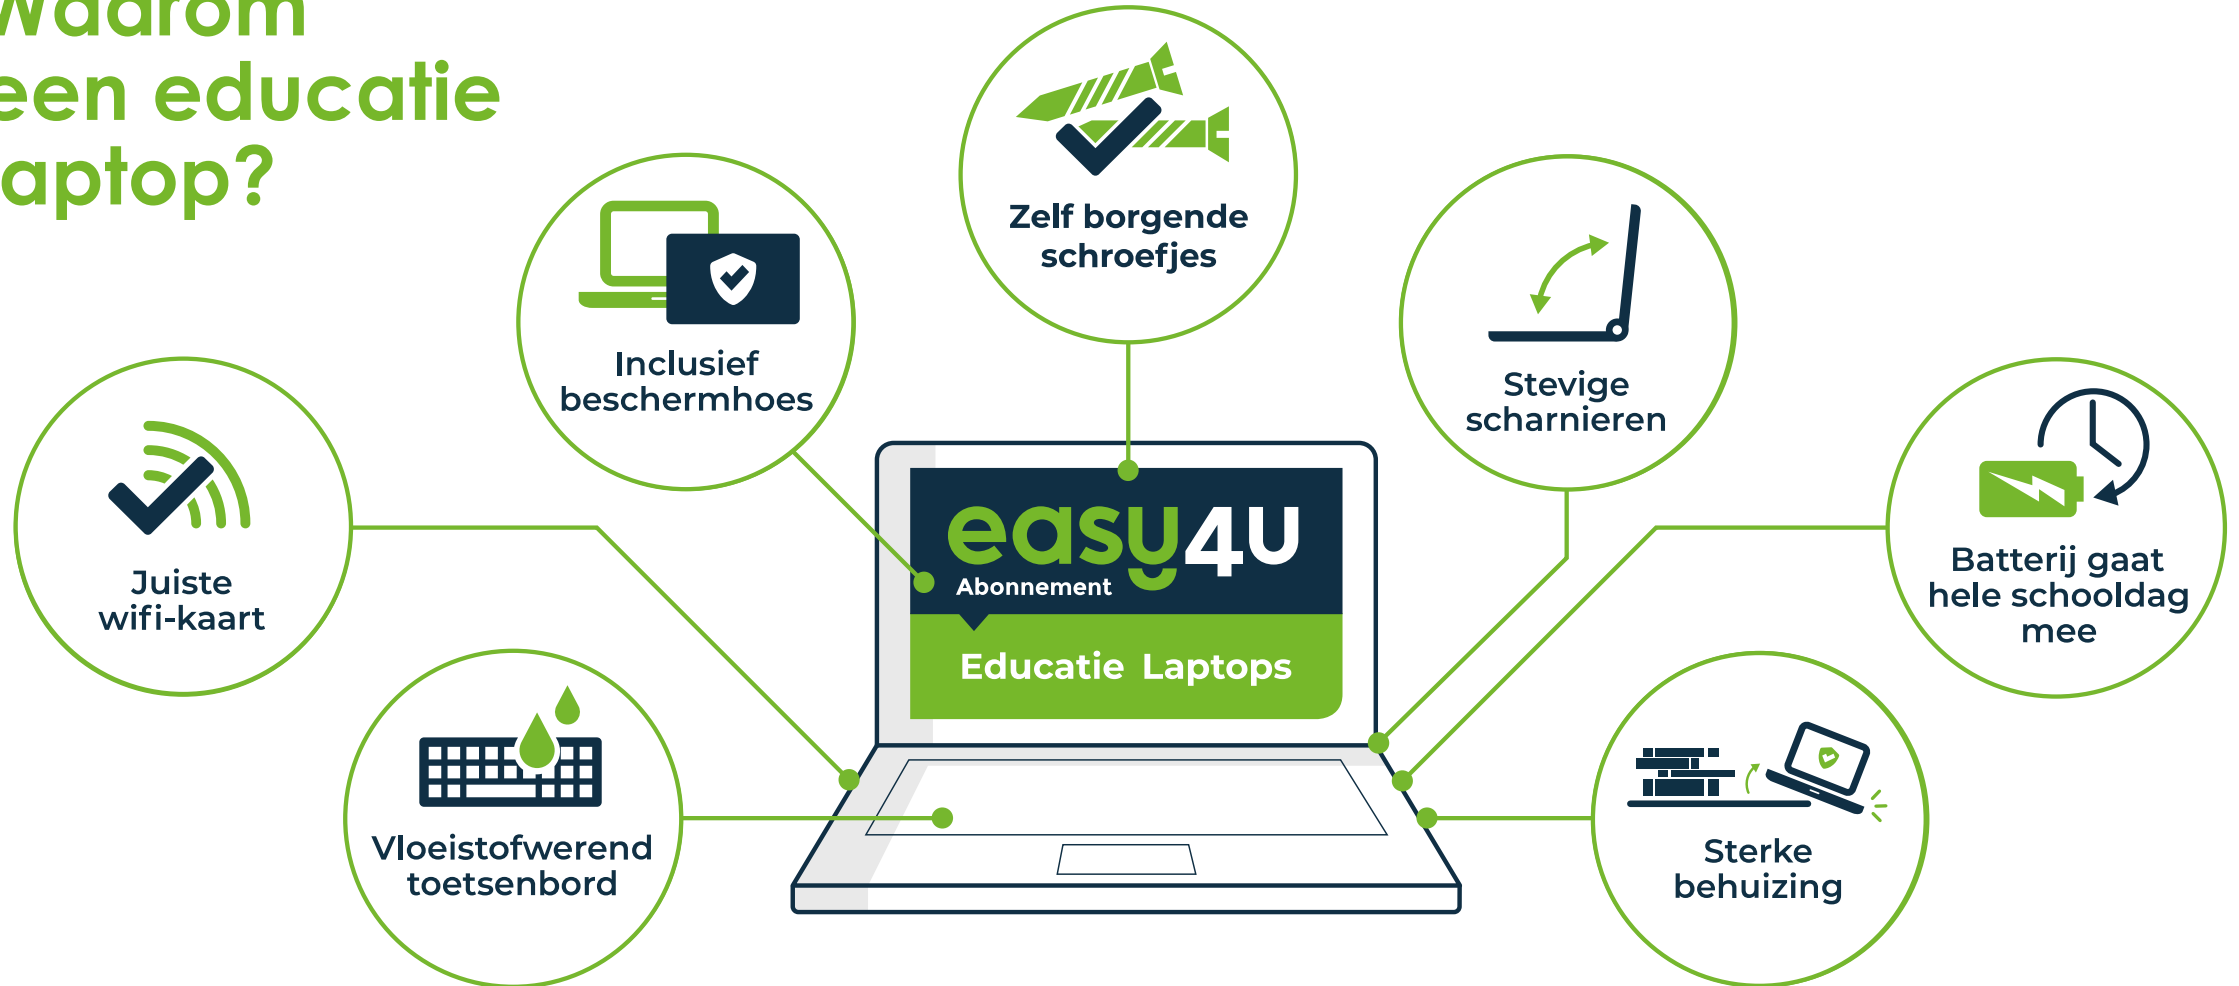 Waarom
een educatie
laptop?
Zelf borgende
schroefjes
Inclusief
beschermhoes
Stevige
scharnieren
Juiste
wifi-kaart
Batterij gaat
hele schooldag
mee
easy4U
Abonnement
Educatie Laptops
Vloeistofwerend
toetsenbord
Sterke
behuizing